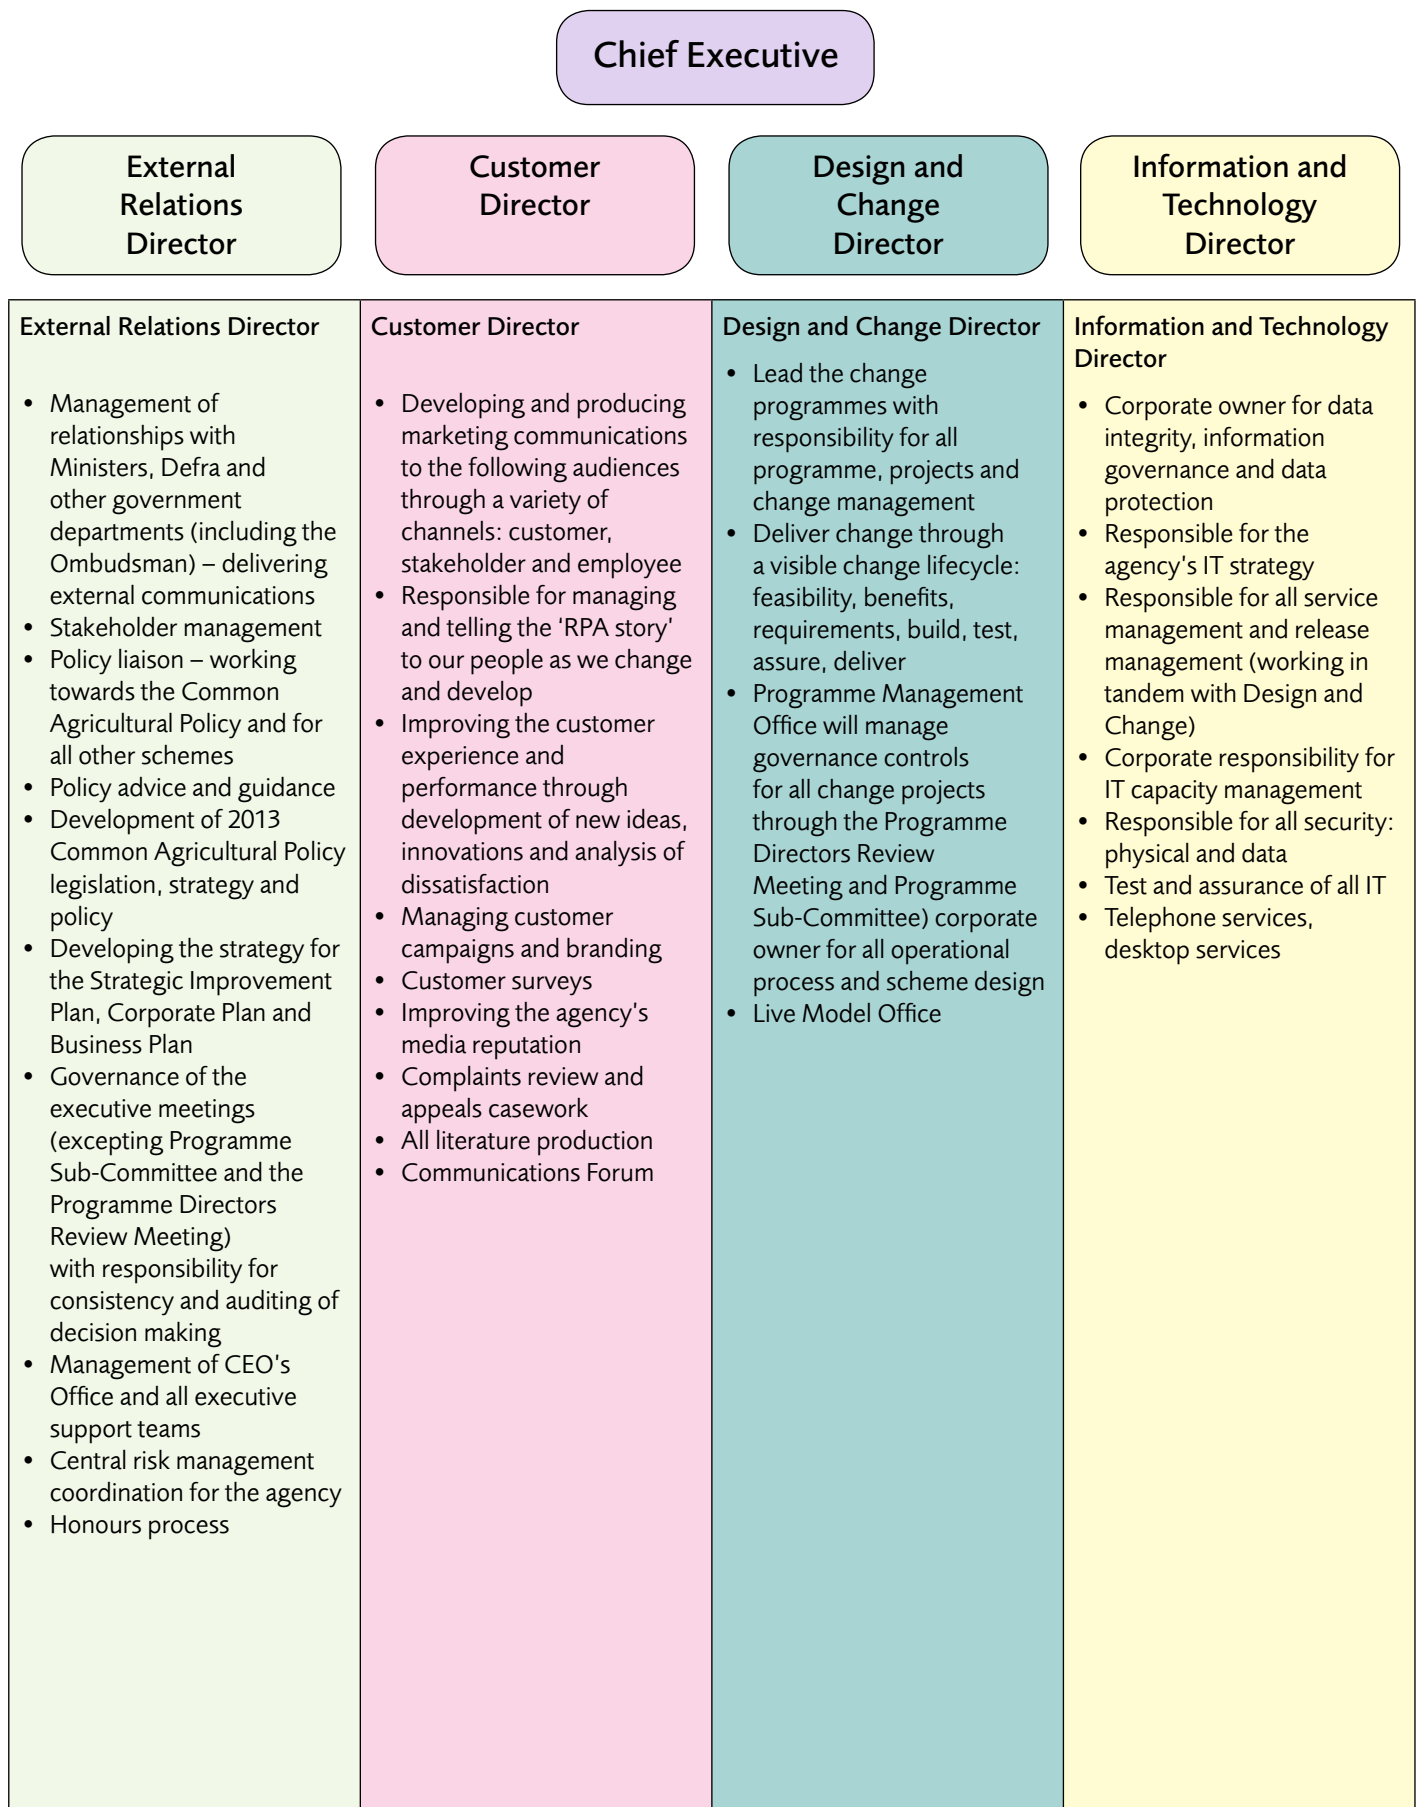 Chief Executive
External
Relations
Director
Customer
Director
Design and
Change
Director
Information and
Technology
Director
External Relations Director
• Management of
relationships with
Ministers, Defra and
other government
departments (including the
Ombudsman) – delivering
external communications
• Stakeholder management
• Policy liaison – working
towards the Common
Agricultural Policy and for
all other schemes
• Policy advice and guidance
• Development of 2013
Common Agricultural Policy
legislation, strategy and
policy
• Developing the strategy for
the Strategic Improvement
Plan, Corporate Plan and
Business Plan
• Governance of the
executive meetings
(excepting Programme
Sub-Committee and the
Programme Directors
Review Meeting)
with responsibility for
consistency and auditing of
decision making
• Management of CEO's
Office and all executive
support teams
• Central risk management
coordination for the agency
• Honours process
Customer Director
• Developing and producing
marketing communications
to the following audiences
through a variety of
channels: customer,
stakeholder and employee
• Responsible for managing
and telling the ‘RPA story’
to our people as we change
and develop
• Improving the customer
experience and
performance through
development of new ideas,
innovations and analysis of
dissatisfaction
• Managing customer
campaigns and branding
• Customer surveys
• Improving the agency’s
media reputation
• Complaints review and
appeals casework
• All literature production
• Communications Forum
Design and Change Director
• Lead the change
programmes with
responsibility for all
programme, projects and
change management
• Deliver change through
a visible change lifecycle:
feasibility, benefits,
requirements, build, test,
assure, deliver
• Programme Management
Office will manage
governance controls
for all change projects
through the Programme
Directors Review
Meeting and Programme
Sub-Committee) corporate
owner for all operational
process and scheme design
• Live Model Office
Information and Technology
Director
• Corporate owner for data
integrity, information
governance and data
protection
• Responsible for the
agency’s IT strategy
• Responsible for all service
management and release
management (working in
tandem with Design and
Change)
• Corporate responsibility for
IT capacity management
• Responsible for all security:
physical and data
• Test and assurance of all IT
• Telephone services,
desktop services